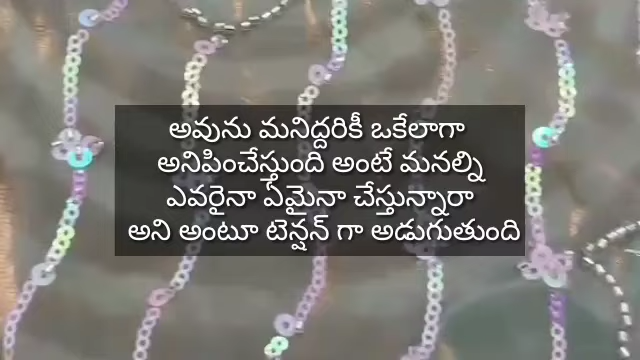 అవును మనిద్దరికీ ఒకేలాగా
అనిపించేస్తుంది అంటే మనల్ని
ఎవరైనా ఏమైనా చేస్తున్నారా
అని అంటూ టెన్షన్ గా అడుగుతుంది